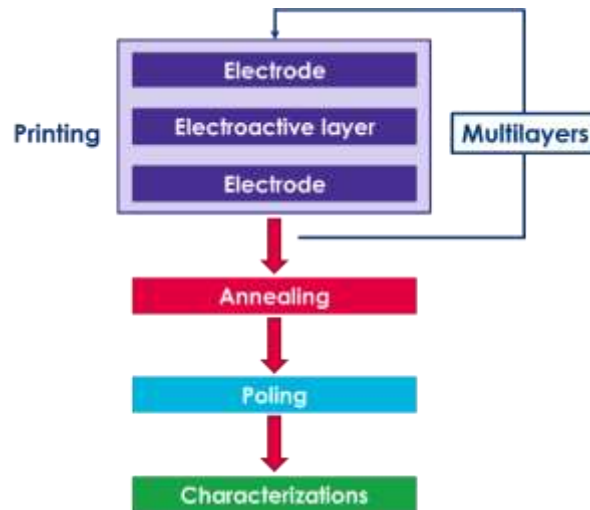 Electrode
Printing
Electroactive layer
Multilayers
Electrode
Annealing
Poling
Characterizations